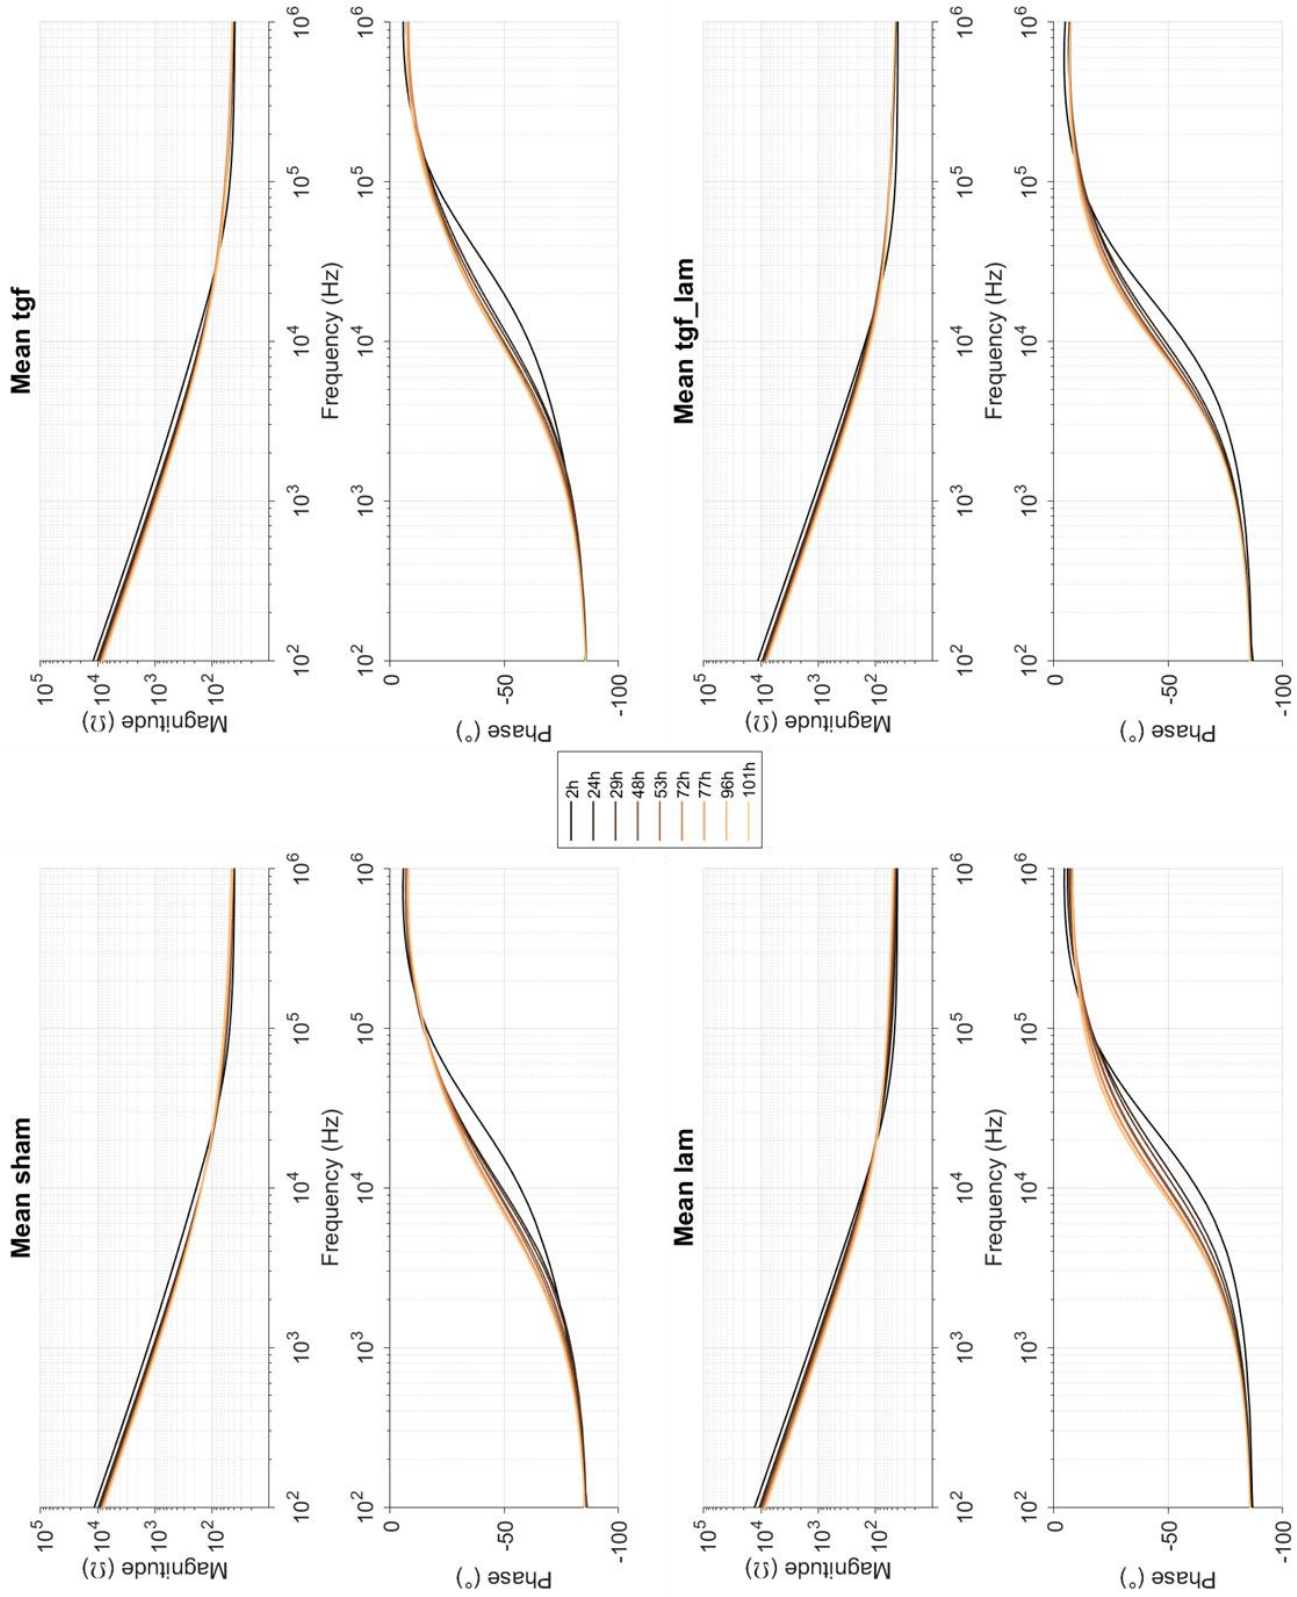 Mean sham
10^5
10^4
10^3
10^2
Magnitude (Ω)
10^2
10^3
10^4
10^5
10^6
Frequency (Hz)
0
-50
-100
Phase (°)
10^2
10^3
10^4
10^5
10^6
Mean tgf
10^5
10^4
10^3
10^2
Magnitude (Ω)
10^2
10^3
10^4
10^5
10^6
Frequency (Hz)
0
-50
-100
Phase (°)
10^2
10^3
10^4
10^5
10^6
2h
24h
29h
48h
53h
72h
77h
96h
101h
Mean lam
10^5
10^4
10^3
10^2
Magnitude (Ω)
10^2
10^3
10^4
10^5
10^6
Frequency (Hz)
0
-50
-100
Phase (°)
10^2
10^3
10^4
10^5
10^6
Mean tgf_lam
10^5
10^4
10^3
10^2
Magnitude (Ω)
10^2
10^3
10^4
10^5
10^6
Frequency (Hz)
0
-50
-100
Phase (°)
10^2
10^3
10^4
10^5
10^6